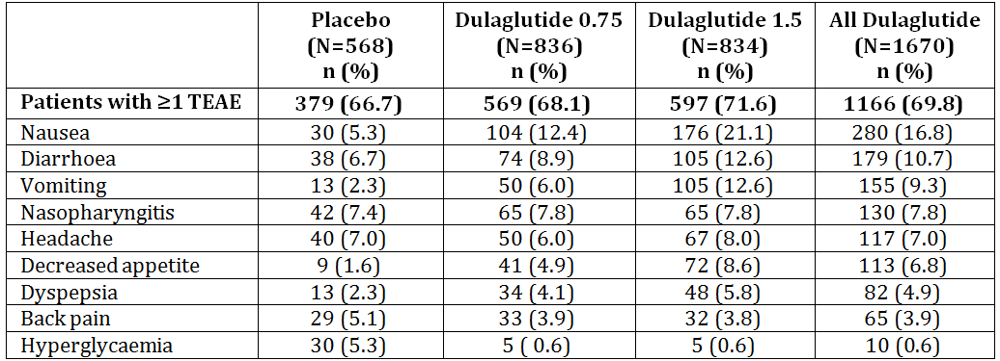 Placebo (N=568) n (%) Dulaglutide 0.75 (N=836) n (%) Dulaglutide 1.5 (N=834) n (%) All Dulaglutide (N=1670) n (%)
Patients with ≥1 TEAE 379 (66.7) 569 (68.1) 597 (71.6) 1166 (69.8)
Nausea 30 (5.3) 104 (12.4) 176 (21.1) 280 (16.8)
Diarrhoea 38 (6.7) 74 (8.9) 105 (12.6) 179 (10.7)
Vomiting 13 (2.3) 50 (6.0) 105 (12.6) 155 (9.3)
Nasopharyngitis 42 (7.4) 65 (7.8) 65 (7.8) 130 (7.8)
Headache 40 (7.0) 50 (6.0) 67 (8.0) 117 (7.0)
Decreased appetite 9 (1.6) 41 (4.9) 72 (8.6) 113 (6.8)
Dyspepsia 13 (2.3) 34 (4.1) 48 (5.8) 82 (4.9)
Back pain 29 (5.1) 33 (3.9) 32 (3.8) 65 (3.9)
Hyperglycaemia 30 (5.3) 5 ( 0.6) 5 (0.6) 10 (0.6)